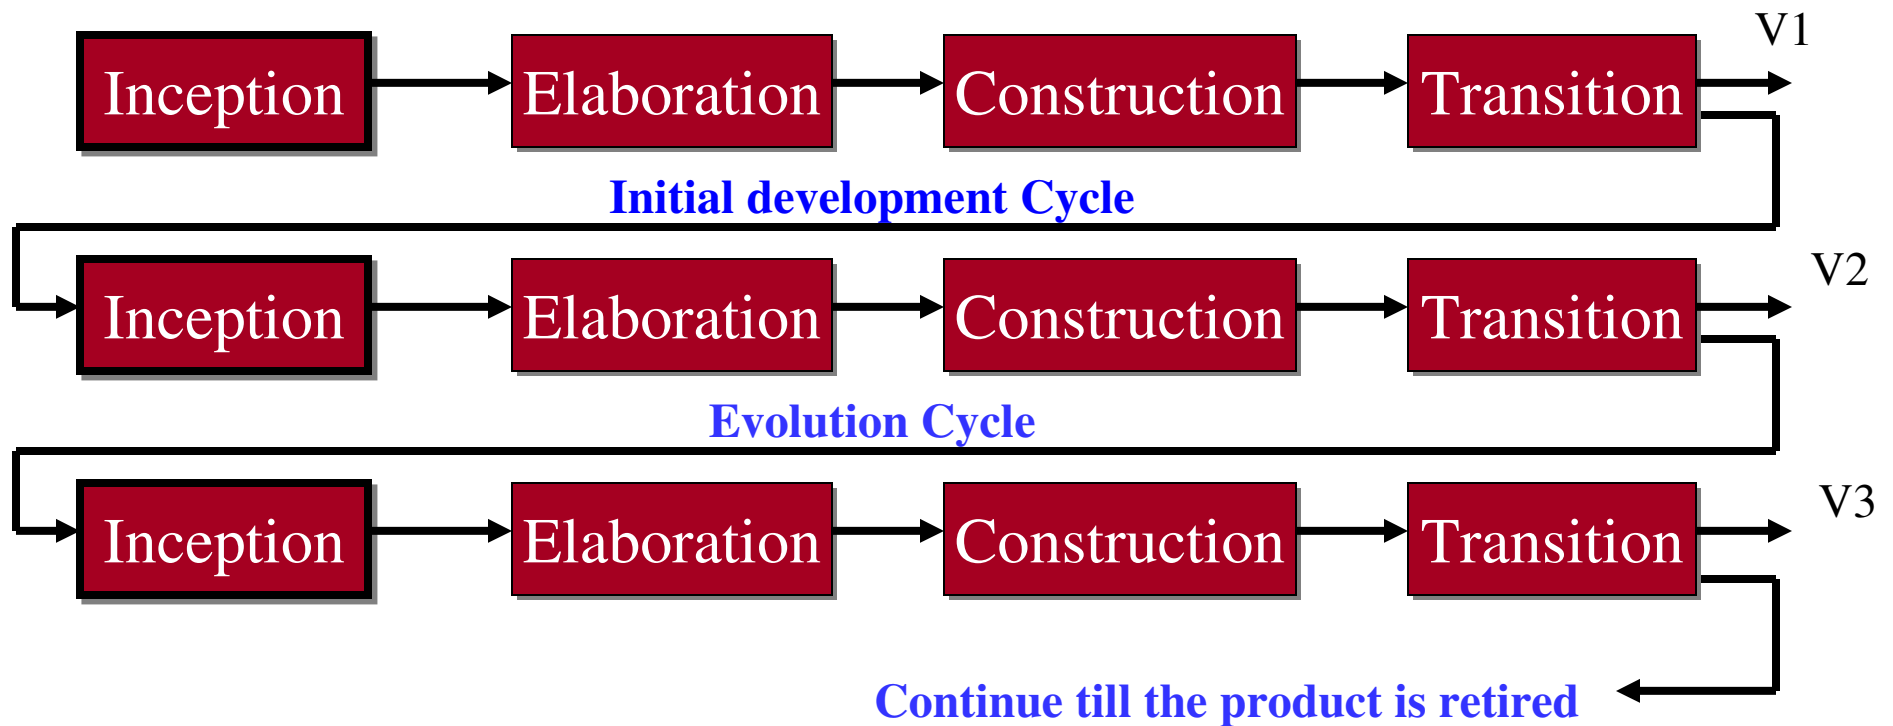 V1
Inception Elaboration Construction Transition
Initial development Cycle
V2
Inception Elaboration Construction Transition
Evolution Cycle
V3
Inception Elaboration Construction Transition
Continue till the product is retired